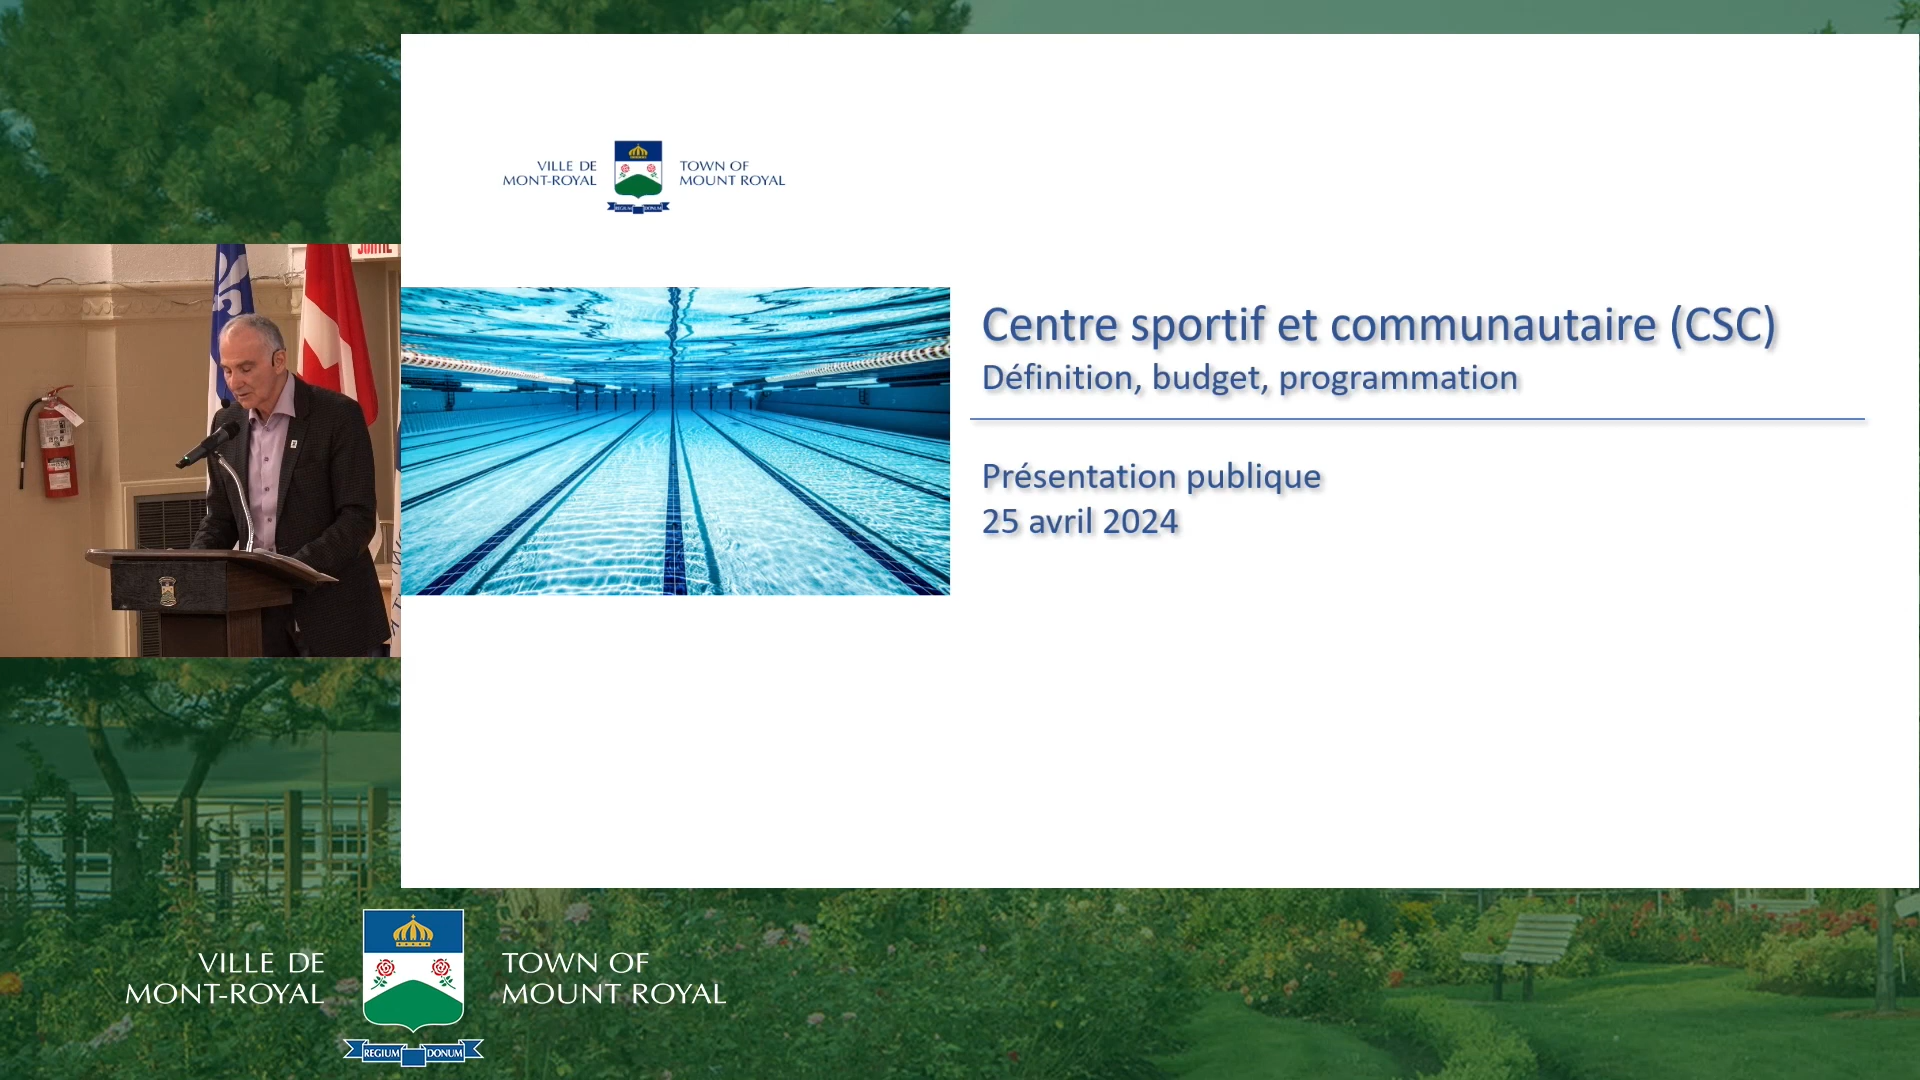 VILLE DE
MONT-ROYAL
TOWN OF
MOUNT ROYAL
REGIUM DONUM
SORTIE
Centre sportif et communautaire (CSC)
Définition, budget, programmation
Présentation publique
25 avril 2024
VILLE DE
MONT-ROYAL
TOWN OF
MOUNT ROYAL
REGIUM DONUM